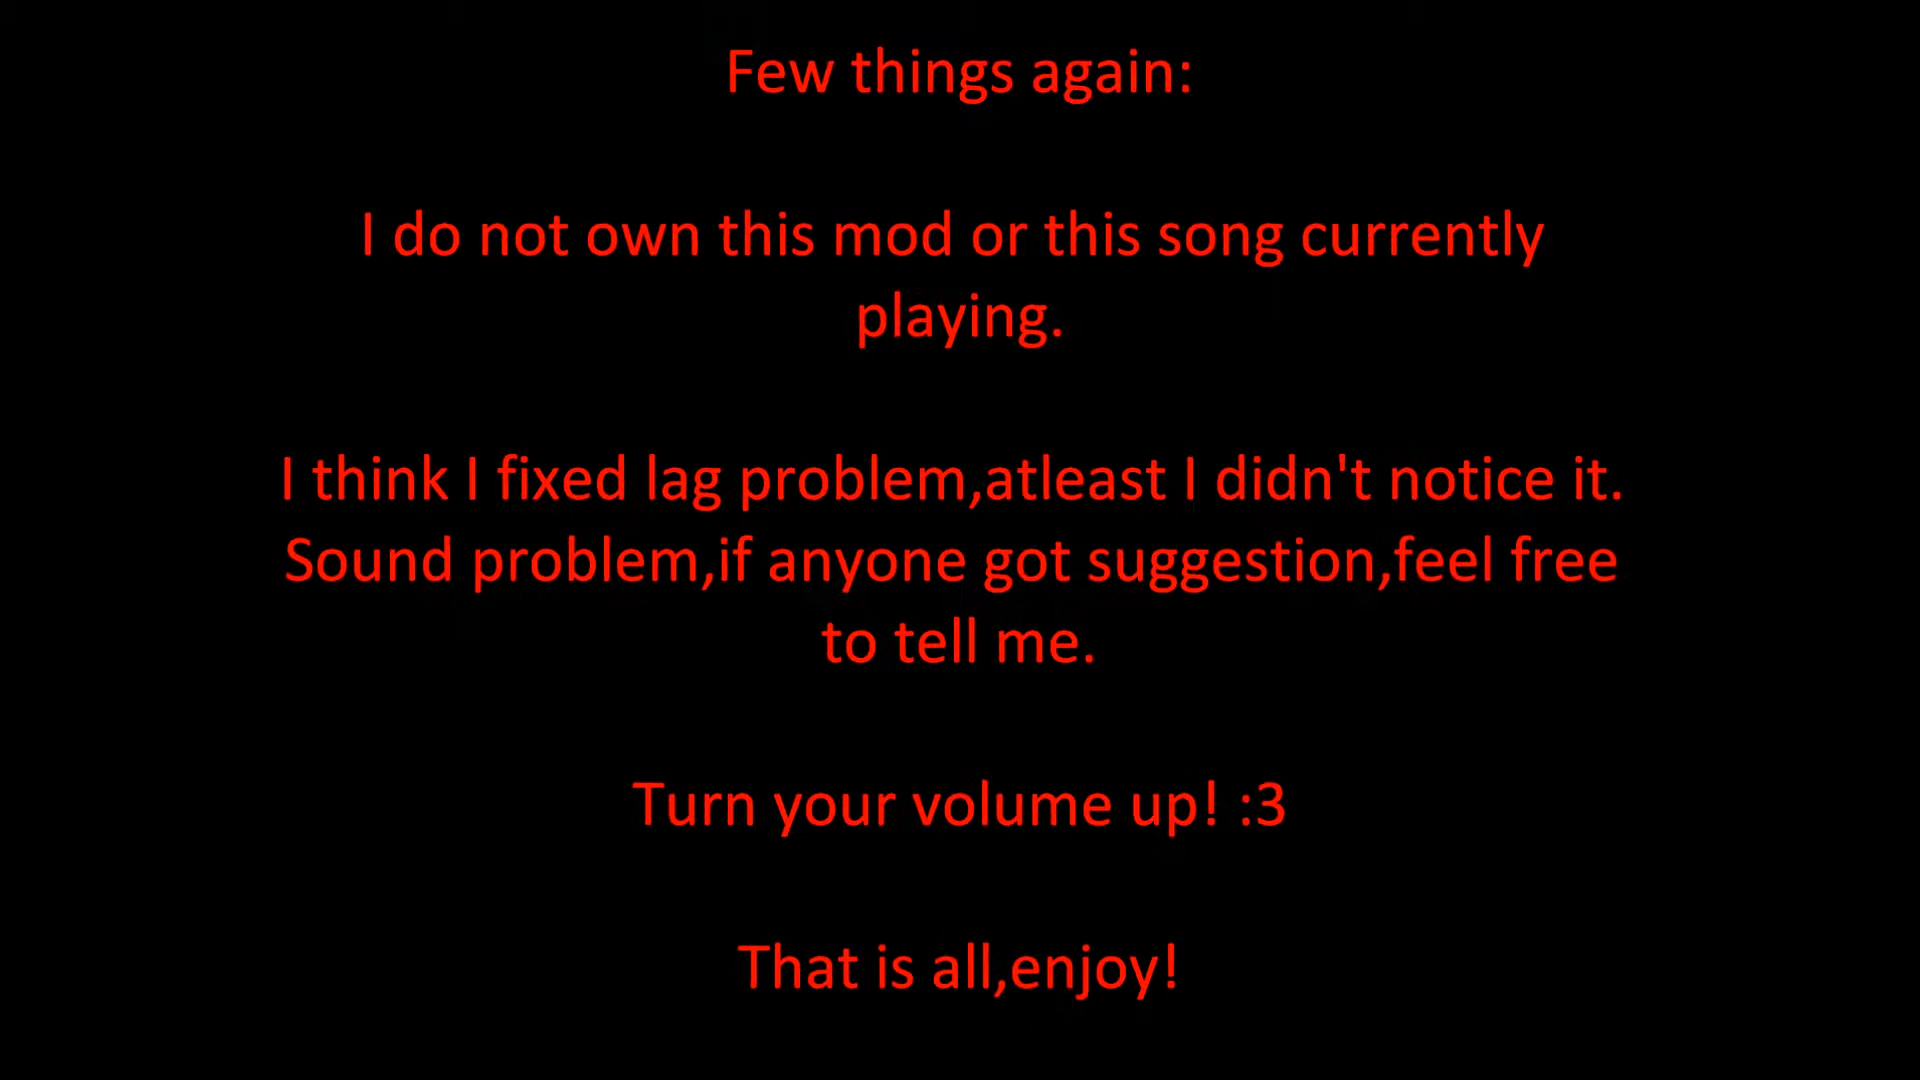 Few things again:
I do not own this mod or this song currently
playing.
I think I fixed lag problem,atleast I didn't notice it.
Sound problem,if anyone got suggestion,feel free
to tell me.
Turn your volume up! :3
That is all,enjoy!